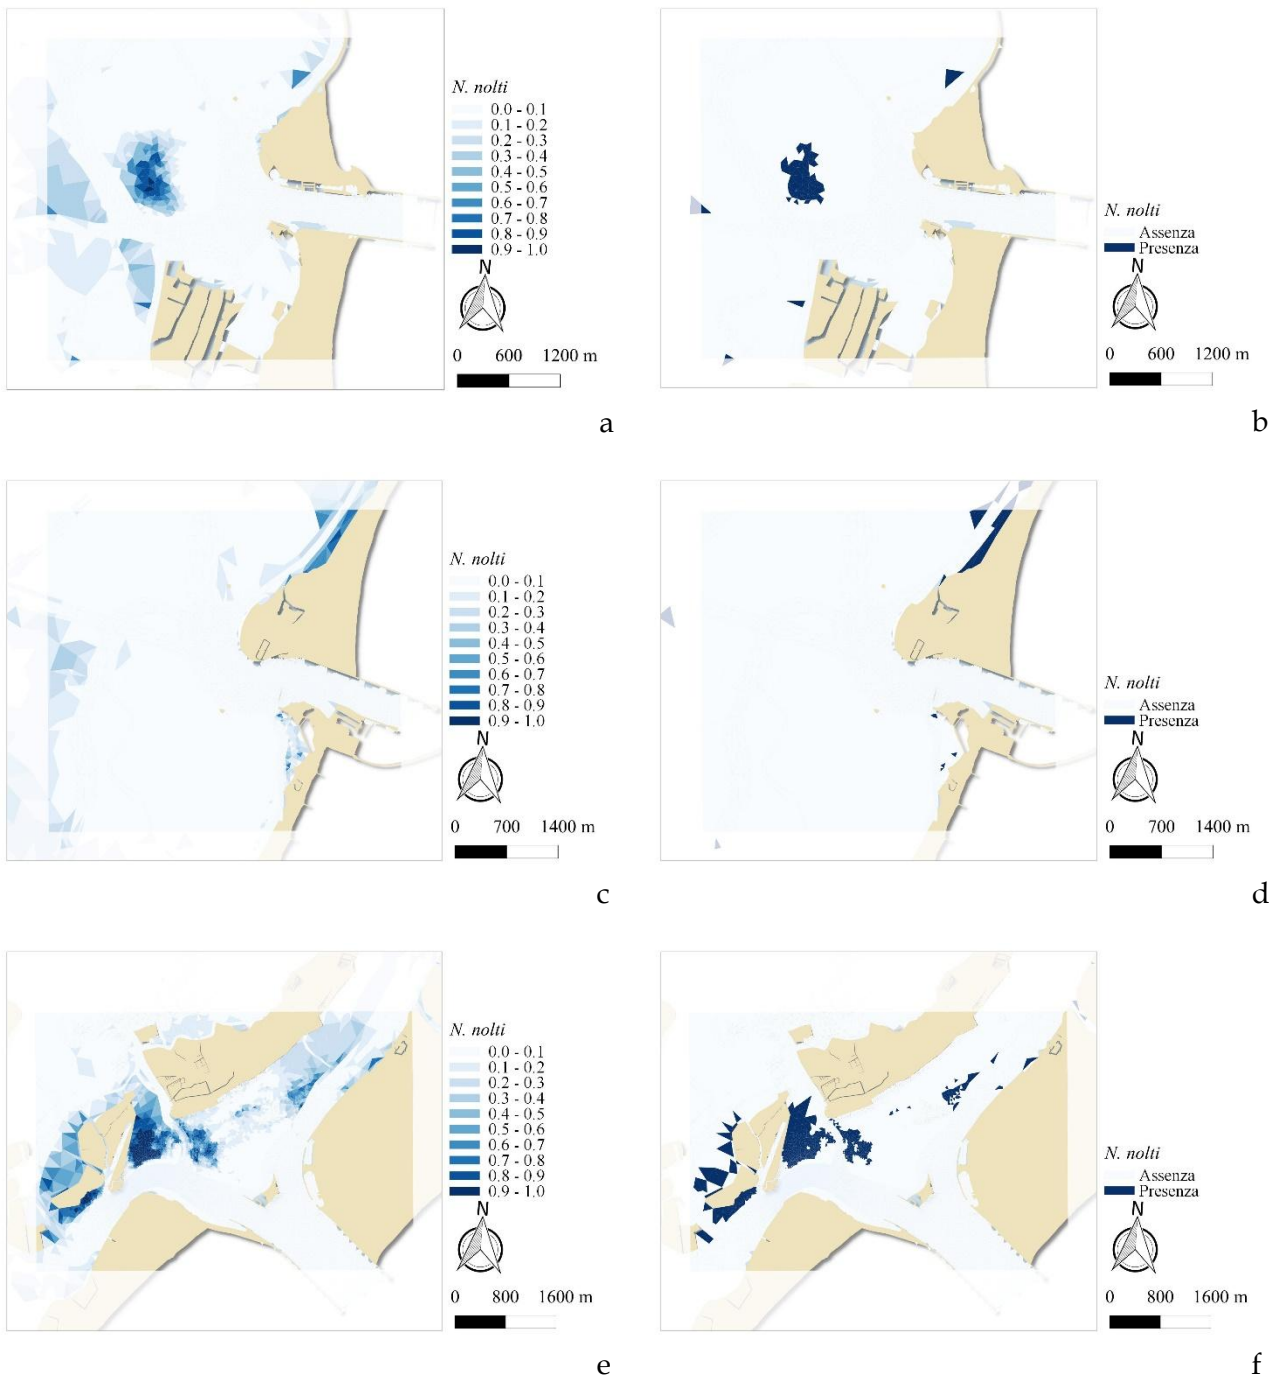 N. nolti
0.0 - 0.1
0.1 - 0.2
0.2 - 0.3
0.3 - 0.4
0.4 - 0.5
0.5 - 0.6
0.6 - 0.7
0.7 - 0.8
0.8 - 0.9
0.9 - 1.0
N
0 600 1200 m
a
N. nolti
Assenza
Presenza
N
0 600 1200 m
b
N. nolti
0.0 - 0.1
0.1 - 0.2
0.2 - 0.3
0.3 - 0.4
0.4 - 0.5
0.5 - 0.6
0.6 - 0.7
0.7 - 0.8
0.8 - 0.9
0.9 - 1.0
N
0 700 1400 m
c
N. nolti
Assenza
Presenza
N
0 700 1400 m
d
N. nolti
0.0 - 0.1
0.1 - 0.2
0.2 - 0.3
0.3 - 0.4
0.4 - 0.5
0.5 - 0.6
0.6 - 0.7
0.7 - 0.8
0.8 - 0.9
0.9 - 1.0
N
0 800 1600 m
e
N. nolti
Assenza
Presenza
N
0 800 1600 m
f